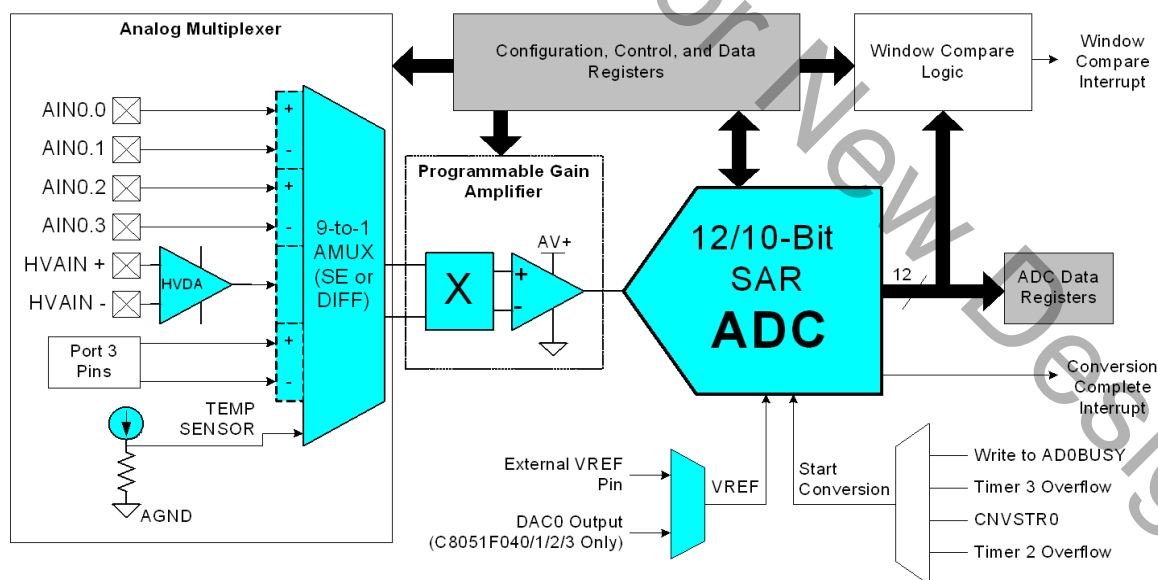 Analog Multiplexer
AIN0.0
AIN0.1
AIN0.2
AIN0.3
HVAIN +
HVAIN -
HVDA
Port 3
Pins
TEMP
SENSOR
AGND
+
-
+
-
+
-
9-to-1
AMUX
(SE or
DIFF)
Configuration, Control, and Data
Registers
Programmable Gain
Amplifier
X
+
-
AV+
12/10-Bit
SAR
ADC
Window Compare
Logic
Window
Compare
Interrupt
12
ADC Data
Registers
Conversion
Complete
Interrupt
External VREF
Pin
DAC0 Output
(C8051F040/1/2/3 Only)
VREF
Start
Conversion
Write to AD0BUSY
Timer 3 Overflow
CNVSTR0
Timer 2 Overflow
or New Desig